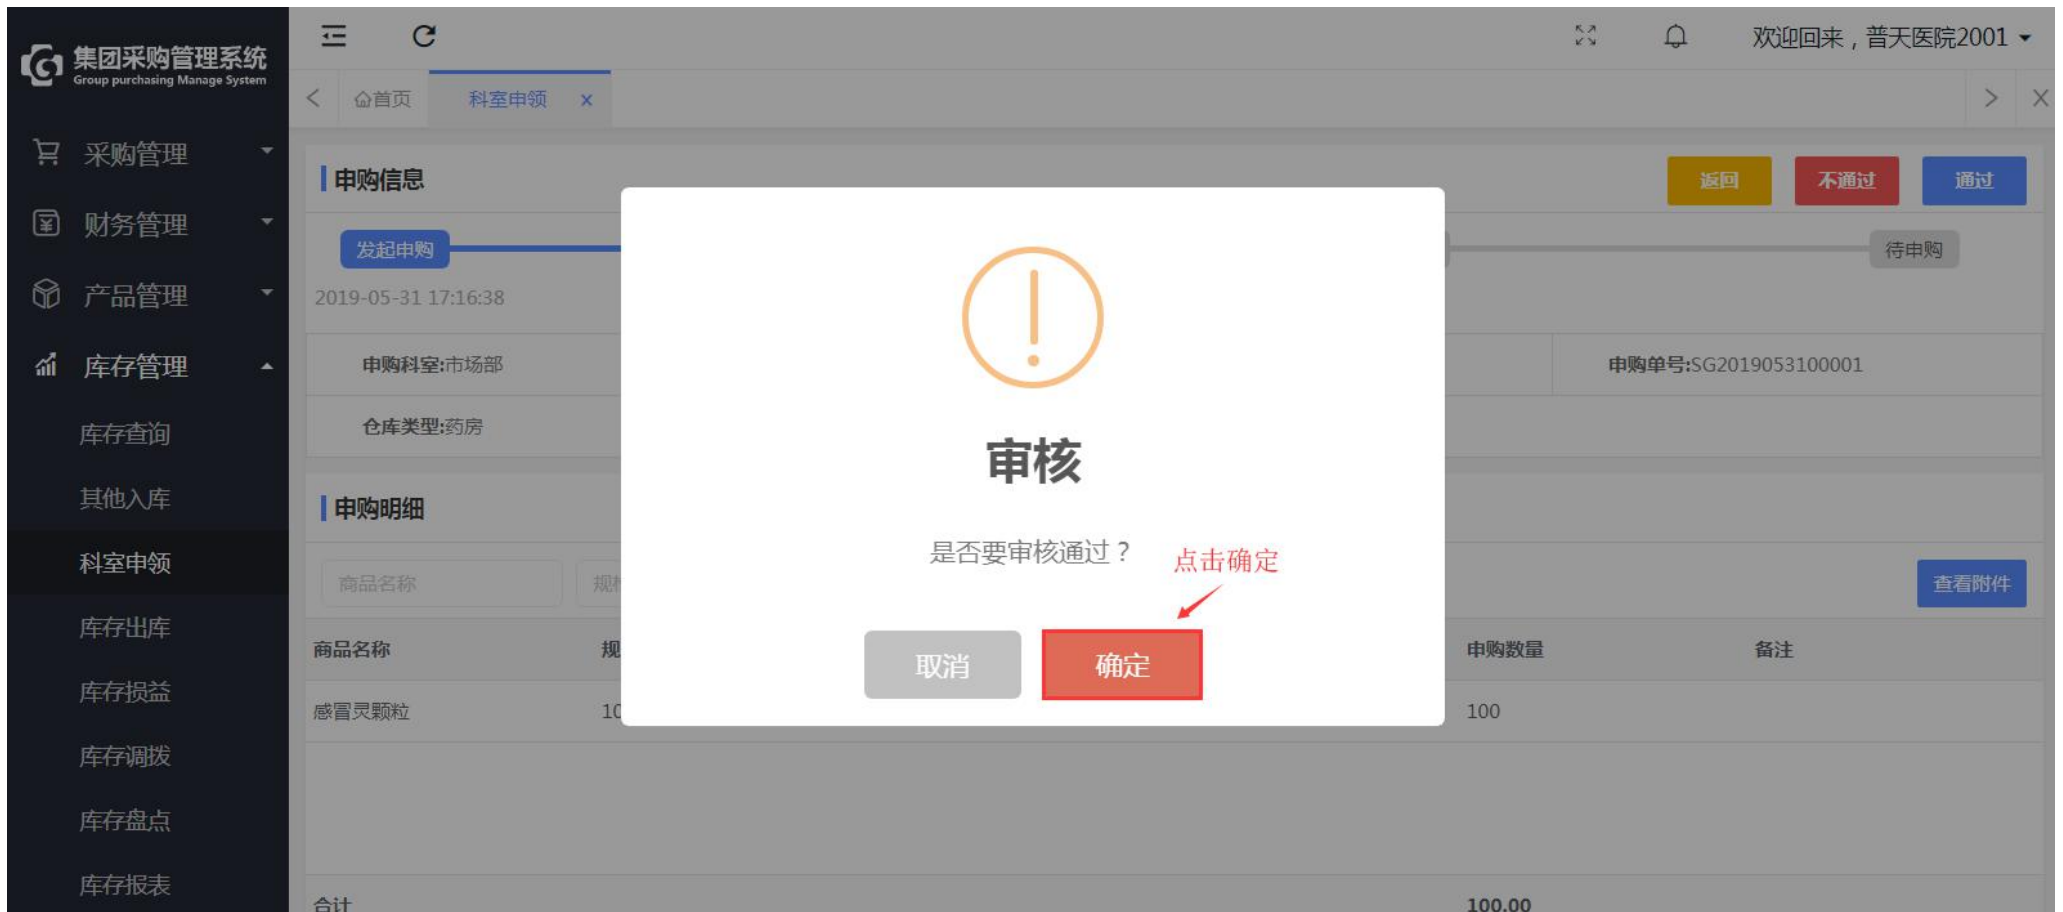 集团采购管理系统
Group purchasing Manage System
欢迎回来，普天医院2001
首页
科室申领 x
采购管理
财务管理
产品管理
库存管理
库存查询
其他入库
科室申领
库存出库
库存损益
库存调拨
库存盘点
库存报表
申购信息
返回
不通过
通过
发起申购
待申购
2019-05-31 17:16:38
申购科室:市场部
申购单号:SG2019053100001
仓库类型:药房
申购明细
商品名称
查看附件
商品名称 规 申购数量 备注
感冒灵颗粒 10 100
合计 100.00
审核
是否要审核通过？
点击确定
取消
确定